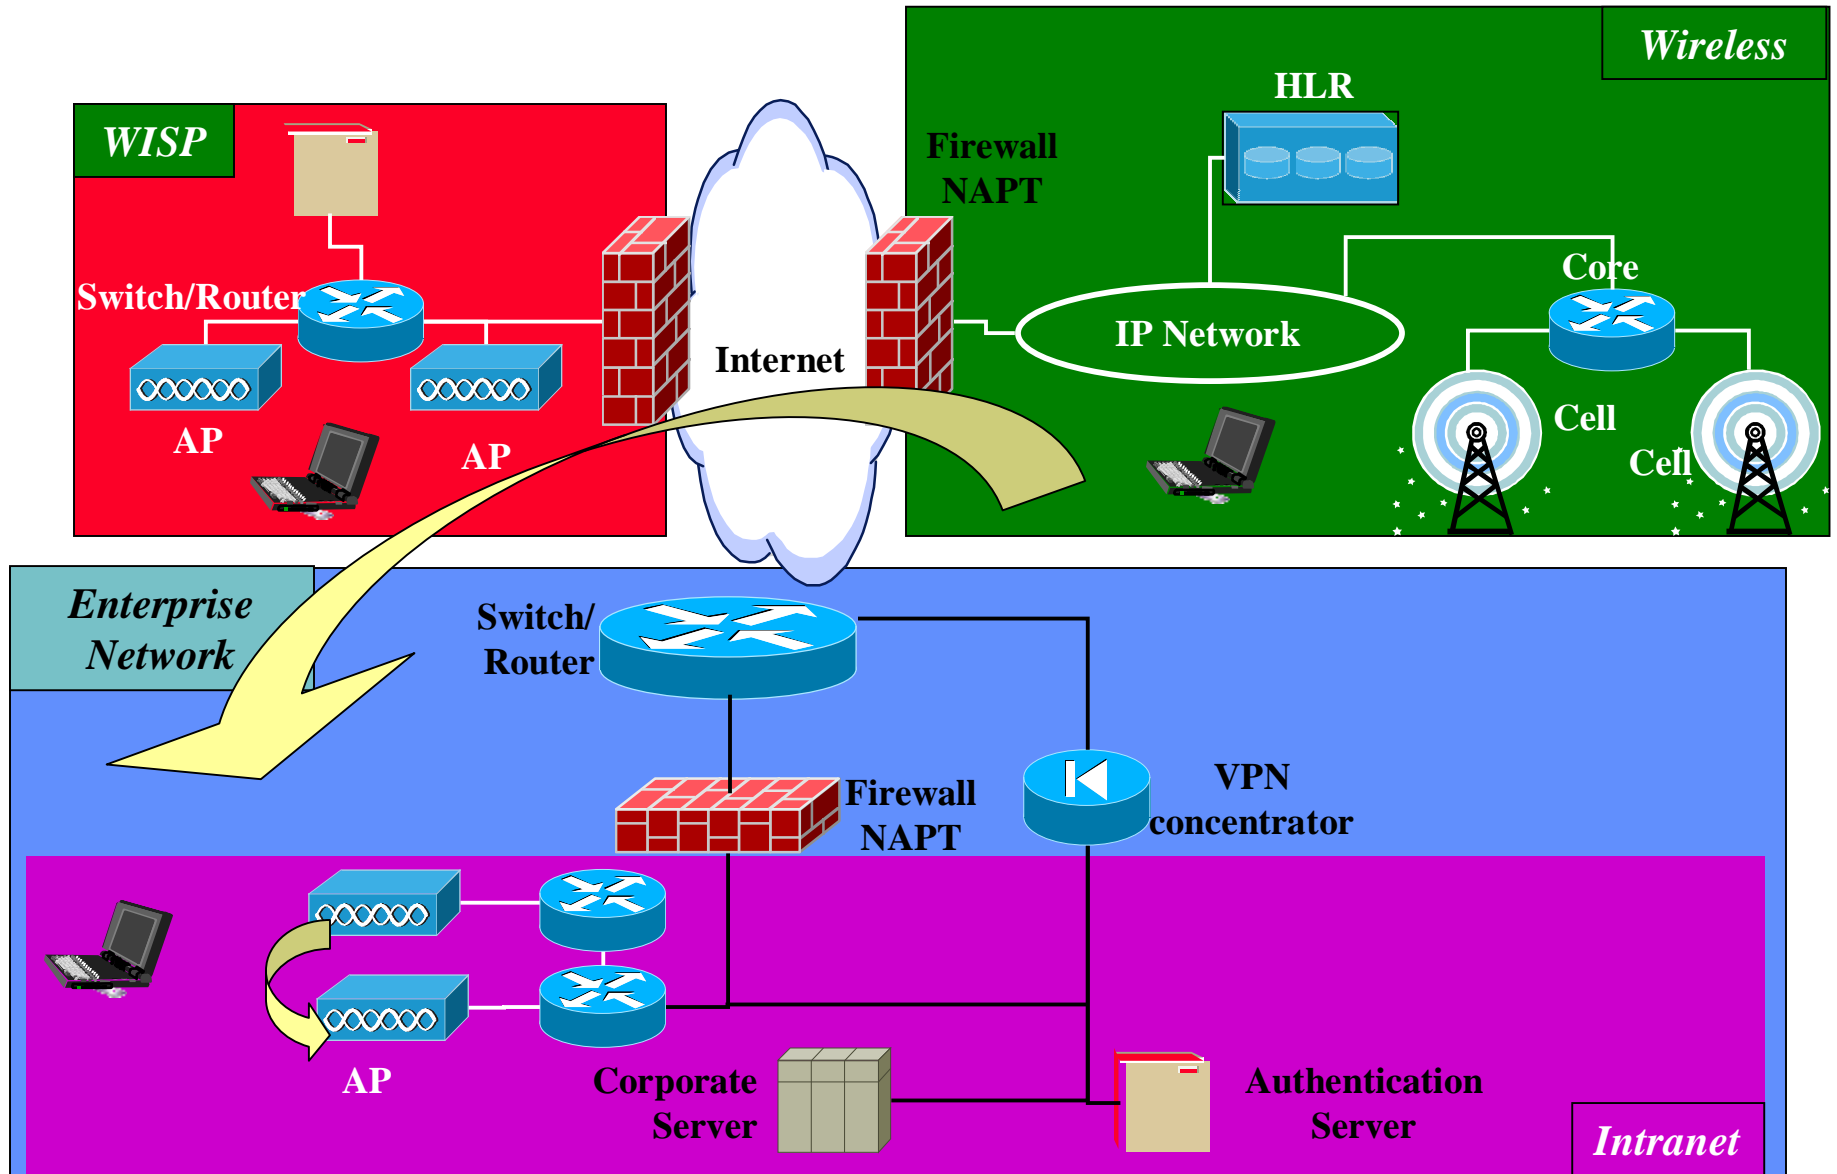 Wireless
HLR
WISP
Firewall
NAPT
Core
Switch/Router
IP Network
Internet
Cell
Cell
AP
AP
Enterprise
Network
Switch/
Router
VPN
concentrator
Firewall
NAPT
AP
Corporate
Server
Authentication
Server
Intranet